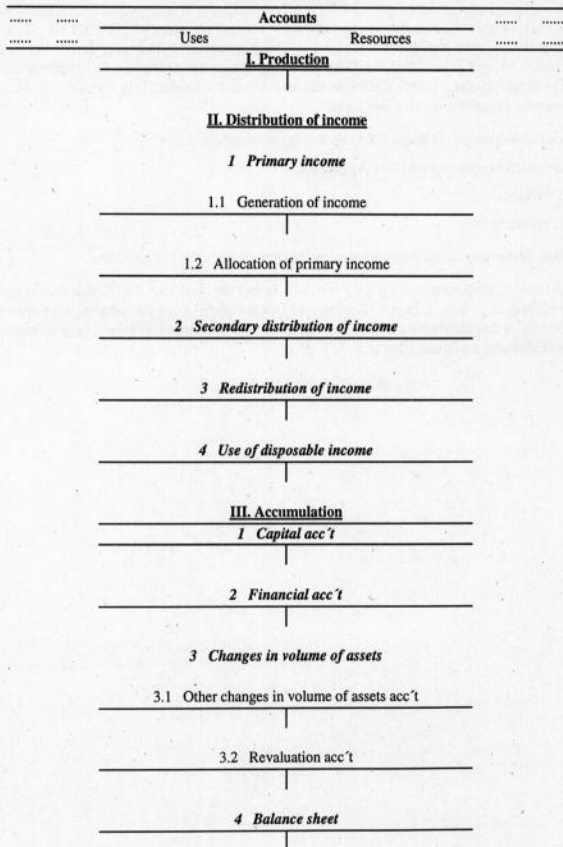 ...... ...... Accounts ...... ......
...... ...... Uses Resources ...... ......
I. Production
II. Distribution of income
1 Primary income
1.1 Generation of income
1.2 Allocation of primary income
2 Secondary distribution of income
3 Redistribution of income
4 Use of disposable income
III. Accumulation
1 Capital acc´t
2 Financial acc´t
3 Changes in volume of assets
3.1 Other changes in volume of assets acc´t
3.2 Revaluation acc´t
4 Balance sheet